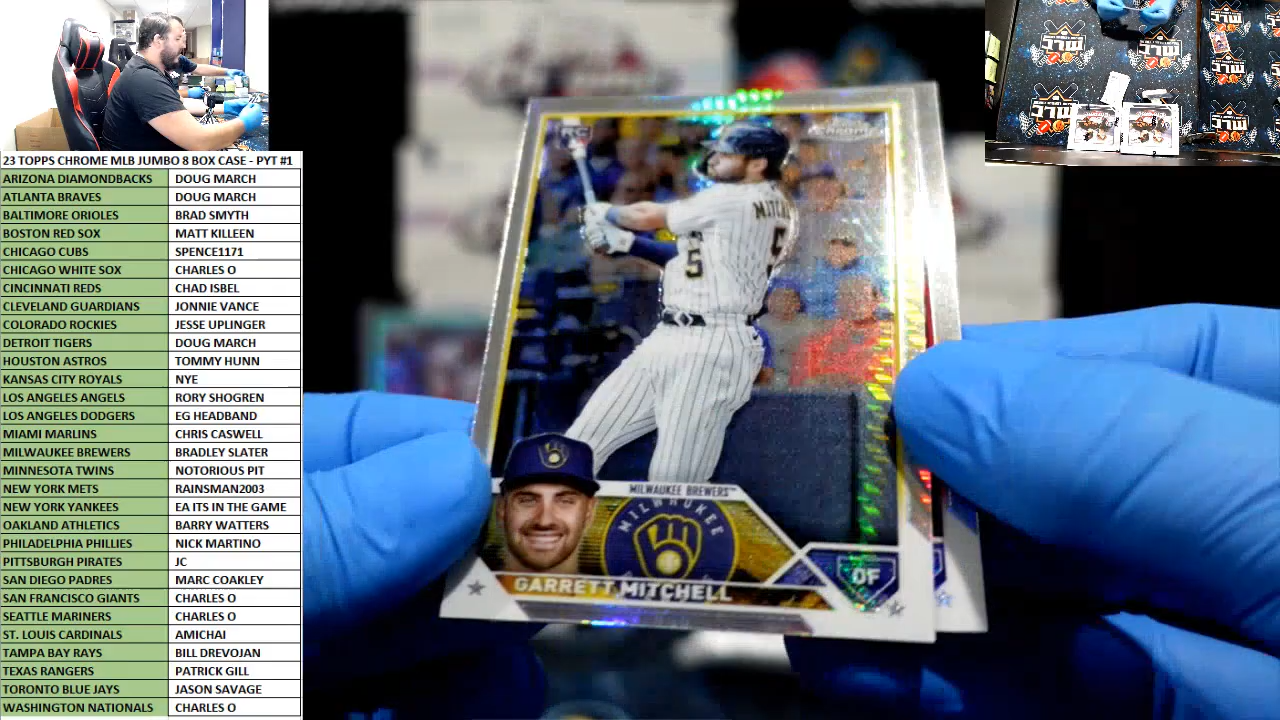 23 TOPPS CHROME MLB JUMBO 8 BOX CASE - PYT #1
ARIZONA DIAMONDBACKS DOUG MARCH
ATLANTA BRAVES DOUG MARCH
BALTIMORE ORIOLES BRAD SMYTH
BOSTON RED SOX MATT KILLEEN
CHICAGO CUBS SPENCE1171
CHICAGO WHITE SOX CHARLES O
CINCINNATI REDS CHAD ISBEL
CLEVELAND GUARDIANS JONNIE VANCE
COLORADO ROCKIES JESSE UPLINGER
DETROIT TIGERS DOUG MARCH
HOUSTON ASTROS TOMMY HUNN
KANSAS CITY ROYALS NYE
LOS ANGELES ANGELS RORY SHOGREN
LOS ANGELES DODGERS EG HEADBAND
MIAMI MARLINS CHRIS CASWELL
MILWAUKEE BREWERS BRADLEY SLATER
MINNESOTA TWINS NOTORIOUS PIT
NEW YORK METS RAINSMAN2003
NEW YORK YANKEES EA ITS IN THE GAME
OAKLAND ATHLETICS BARRY WATTERS
PHILADELPHIA PHILLIES NICK MARTINO
PITTSBURGH PIRATES JC
SAN DIEGO PADRES MARC COAKLEY
SAN FRANCISCO GIANTS CHARLES O
SEATTLE MARINERS CHARLES O
ST. LOUIS CARDINALS AMICHAI
TAMPA BAY RAYS BILL DREVOJAN
TEXAS RANGERS PATRICK GILL
TORONTO BLUE JAYS JASON SAVAGE
WASHINGTON NATIONALS CHARLES O
RC
CHROME
5
5
MILWAUKEE BREWERS™
MILWAUKEE
OF
GARRETT MITCHELL